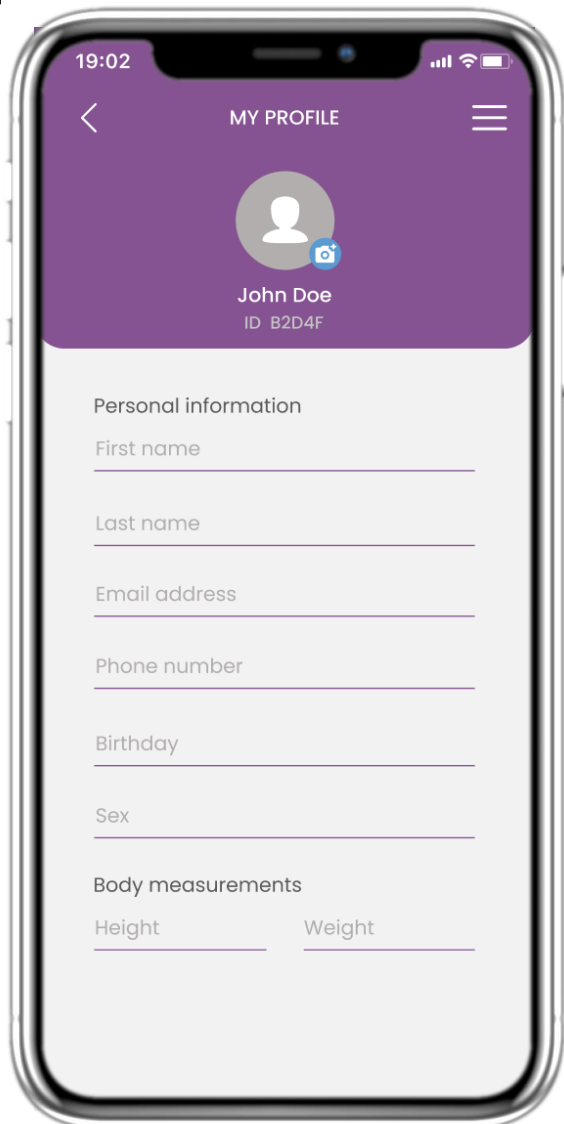 19:02
MY PROFILE
John Doe
ID B2D4F
Personal information
First name
Last name
Email address
Phone number
Birthday
Sex
Body measurements
Height Weight